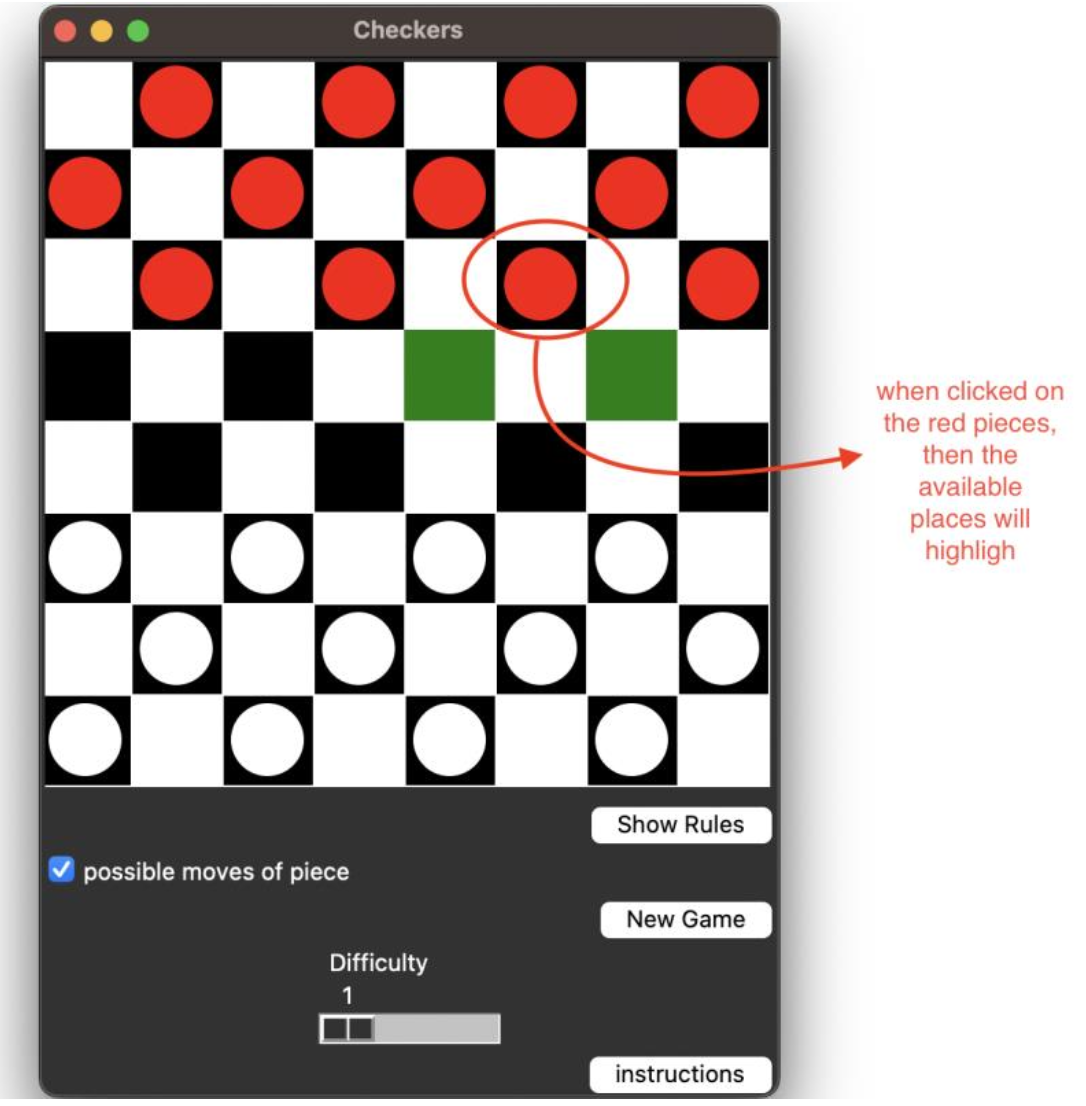 Checkers
when clicked on
the red pieces,
then the
available
places will
highligh
Show Rules
possible moves of piece
New Game
Difficulty
1
instructions